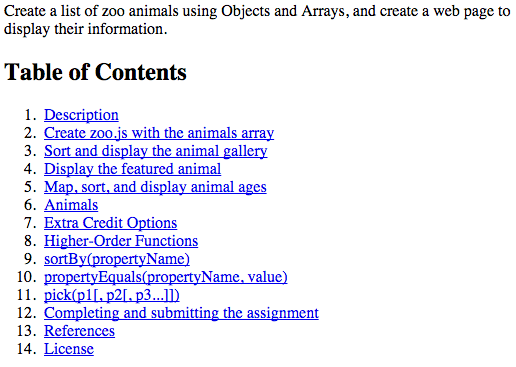 Create a list of zoo animals using Objects and Arrays, and create a web page to
display their information.
Table of Contents
1. Description
2. Create zoo.js with the animals array
3. Sort and display the animal gallery
4. Display the featured animal
5. Map, sort, and display animal ages
6. Animals
7. Extra Credit Options
8. Higher-Order Functions
9. sortBy(propertyName)
10. propertyEquals(propertyName, value)
11. pick(p1[, p2[, p3...]])
12. Completing and submitting the assignment
13. References
14. License